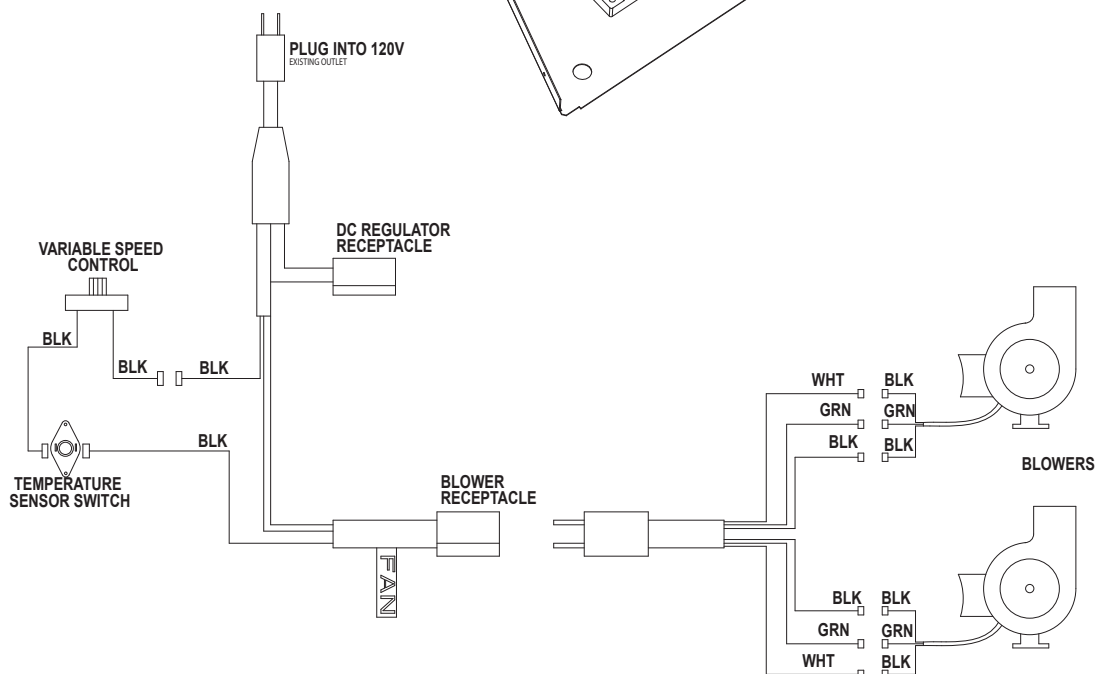 PLUG INTO 120V
EXISTING OUTLET
DC REGULATOR
RECEPTACLE
VARIABLE SPEED
CONTROL
BLK
BLK
BLK
BLK
TEMPERATURE
SENSOR SWITCH
BLOWER
RECEPTACLE
FAN
WHT
BLK
GRN
GRN
BLK
BLK
BLOWERS
BLK
BLK
GRN
GRN
WHT
BLK